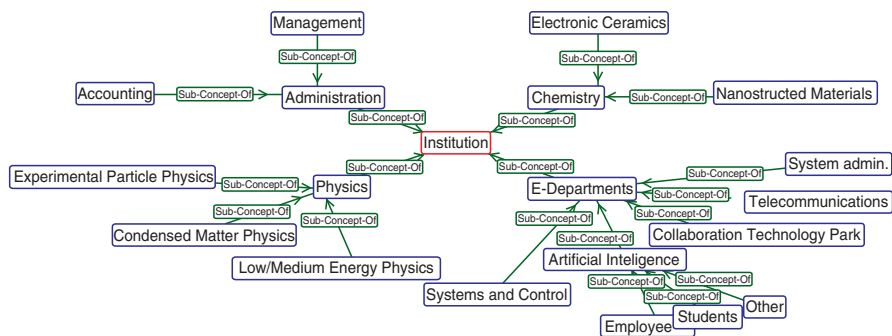 Management
Electronic Ceramics
Sub-Concept-Of
Sub-Concept-Of
Accounting
Sub-Concept-Of
Administration
Chemistry
Sub-Concept-Of
Nanostructed Materials
Sub-Concept-Of
Sub-Concept-Of
Institution
Sub-Concept-Of
Sub-Concept-Of
System admin.
Experimental Particle Physics
Sub-Concept-Of
Physics
E-Departments
Sub-Concept-Of
Sub-Concept-Of
Telecommunications
Sub-Concept-Of
Sub-Concept-Of
Sub-Concept-Of
Sub-Concept-Of
Condensed Matter Physics
Sub-Concept-Of
Collaboration Technology Park
Low/Medium Energy Physics
Artificial Inteligence
Systems and Control
Sub-Concept-Of
Sub-Concept-Of
Sub-Concept-Of
Other
Employee
Students